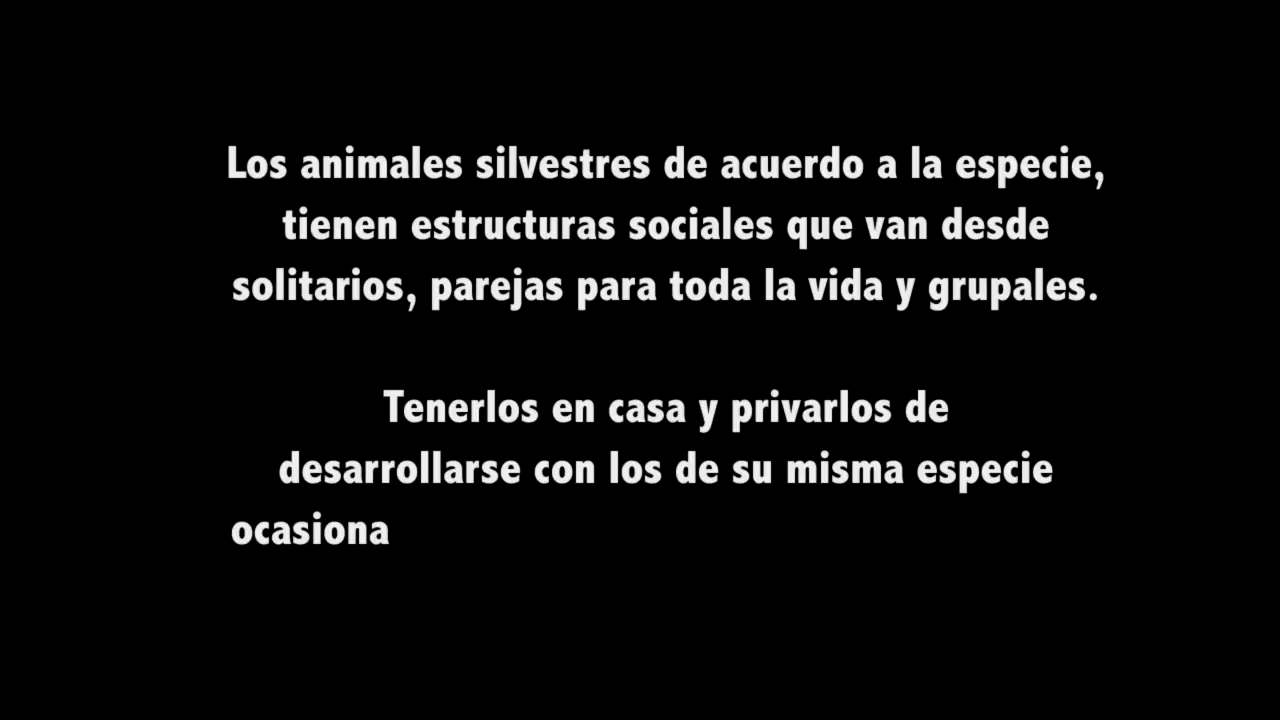 Los animales silvestres de acuerdo a la especie,
tienen estructuras sociales que van desde
solitarios, parejas para toda la vida y grupales.
Tenerlos en casa y privarlos de
desarrollarse con los de su misma especie
ocasiona